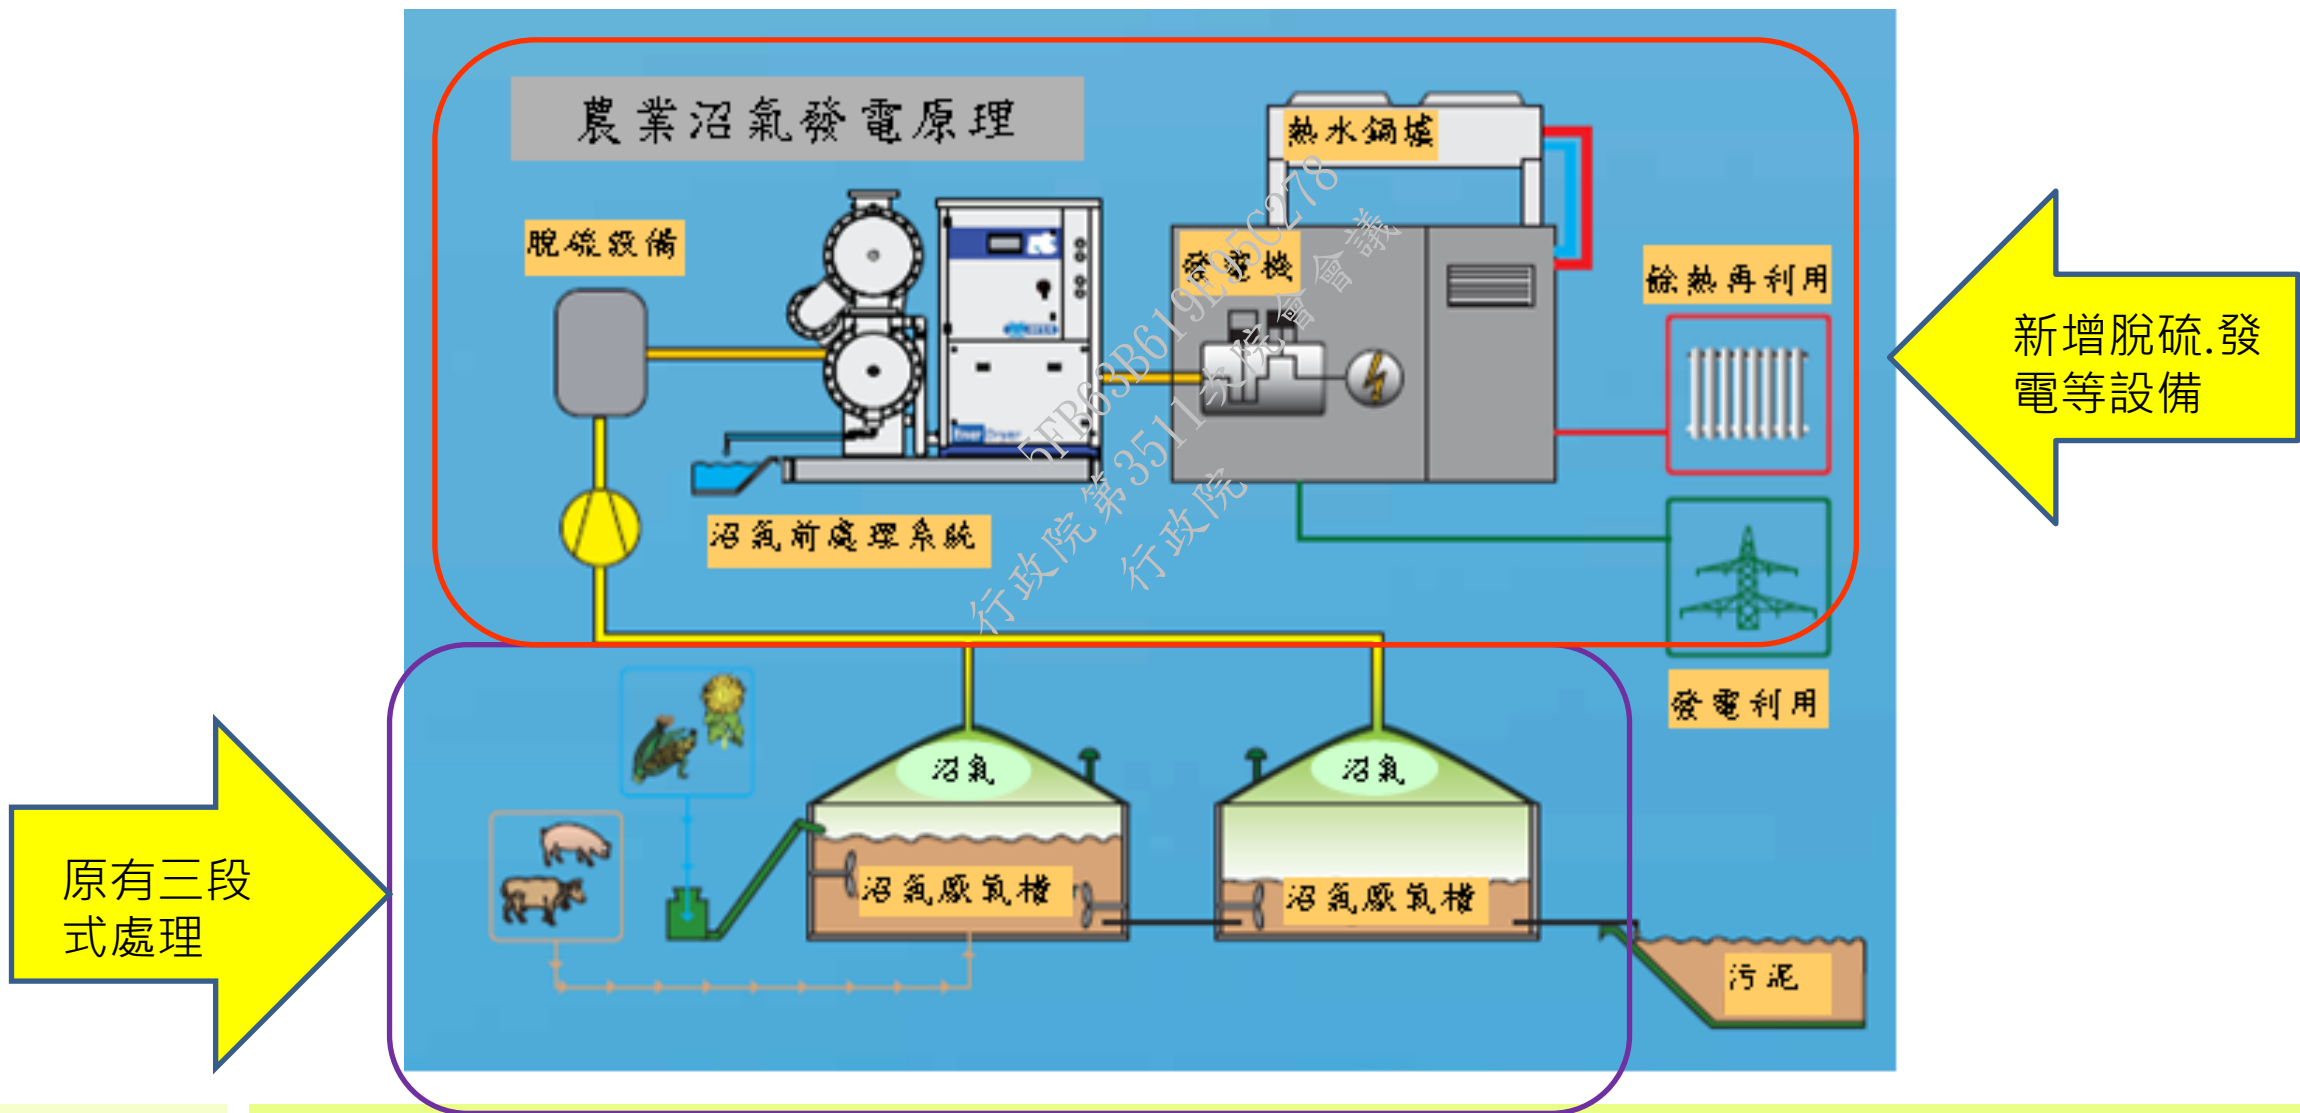 農業沼氣發電原理
熱水鍋爐
脫硫設備
發電機
餘熱再利用
新增脫硫.發
電等設備
沼氣前處理系統
5FB63B619E95C278
行政院第3511次院會會議
行政院
發電利用
沼氣
沼氣
原有三段
式處理
沼氣厭氧槽
沼氣厭氧槽
污泥